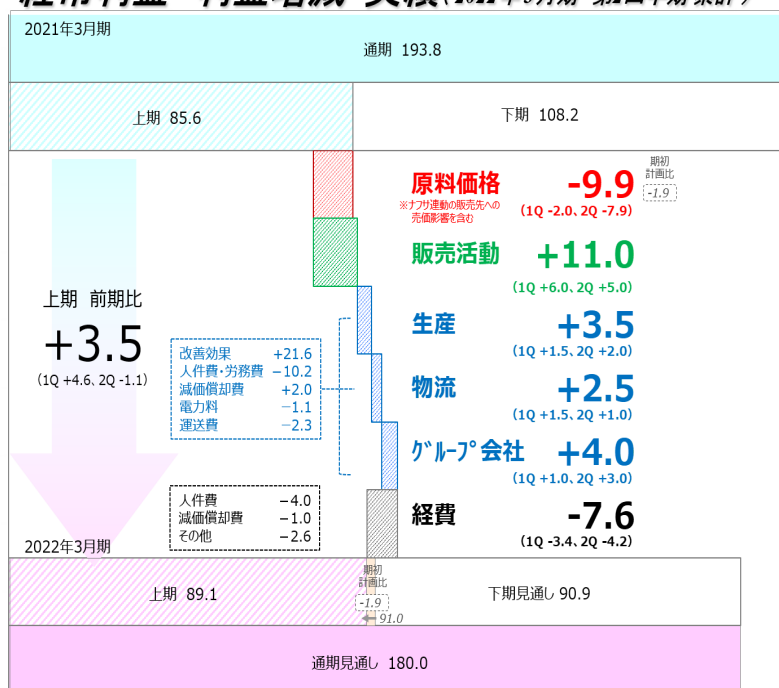 2021年3月期
通期 193.8
上期 85.6
下期 108.2
原料価格
※ナフサ連動の販売先への
売価影響を含む
-9.9
(1Q -2.0、2Q -7.9)
期初
計画比
-1.9
販売活動
+11.0
(1Q +6.0、2Q +5.0)
上期 前期比
+3.5
(1Q +4.6、2Q -1.1)
生産
+3.5
(1Q +1.5、2Q +2.0)
改善効果 +21.6
人件費・労務費 −10.2
減価償却費 +2.0
電力料 −1.1
運送費 −2.3
物流
+2.5
(1Q +1.5、2Q +1.0)
グループ会社
+4.0
(1Q +1.0、2Q +3.0)
人件費 −4.0
減価償却費 −1.0
その他 −2.6
経費
-7.6
(1Q -3.4、2Q -4.2)
2022年3月期
上期 89.1
期初
計画比
-1.9
91.0
下期見通し 90.9
通期見通し 180.0